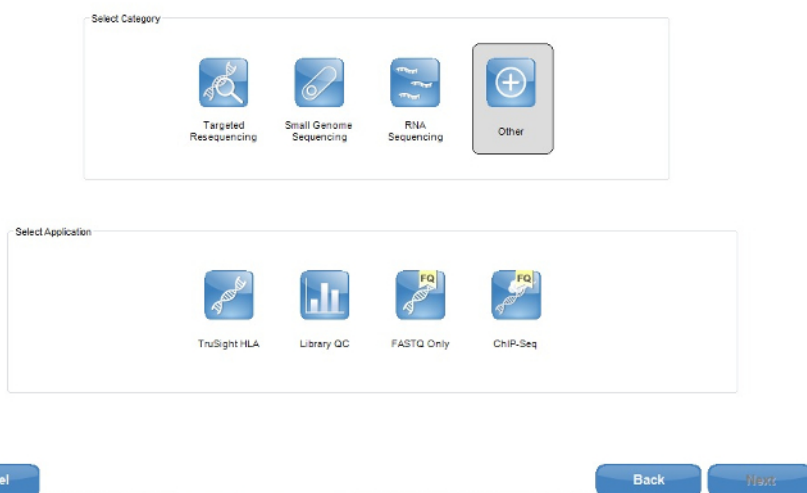 Select Category
Targeted
Resequencing
Small Genome
Sequencing
RNA
Sequencing
Other
Select Application
FQ
FQ
TruSight HLA
Library QC
FASTQ Only
ChIP-Seq
el
Back
Next